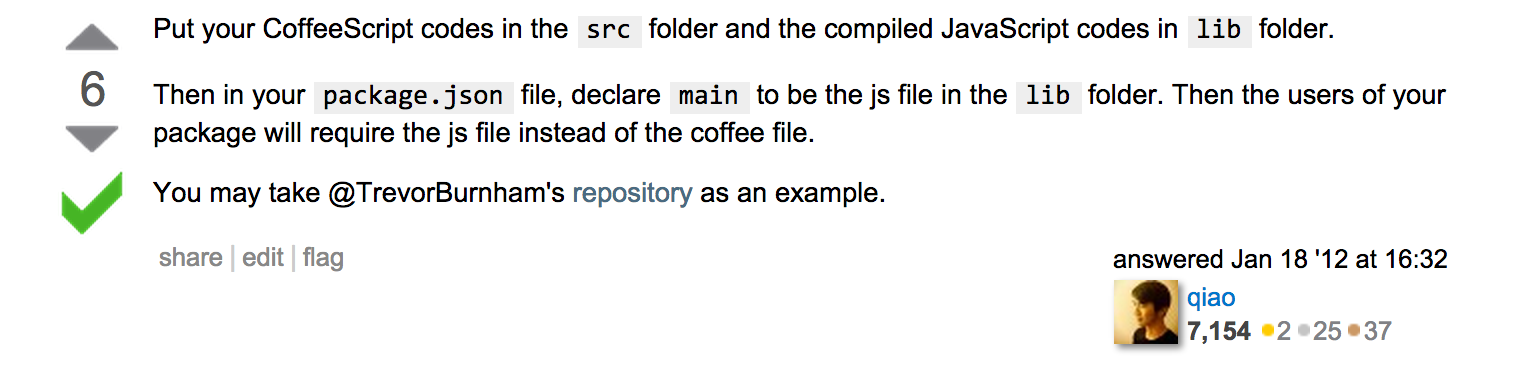 Put your CoffeeScript codes in the src folder and the compiled JavaScript codes in lib folder.
6
Then in your package.json file, declare main to be the js file in the lib folder. Then the users of your
package will require the js file instead of the coffee file.
You may take @TrevorBurnham's repository as an example.
share | edit | flag
answered Jan 18 '12 at 16:32
qiao
7,154 2 25 37